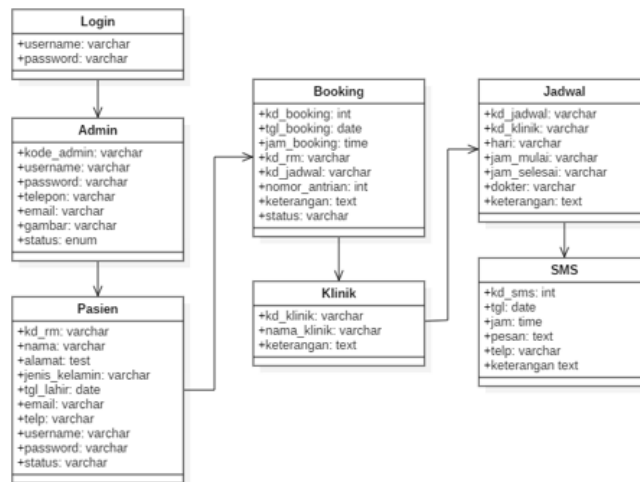 Login
+username: varchar
+password: varchar
Admin
+kode_admin: varchar
+username: varchar
+password: varchar
+telepon: varchar
+email: varchar
+gambar: varchar
+status: enum
Pasien
+kd_rm: varchar
+nama: varchar
+alamat: test
+jenis_kelamin: varchar
+tgl_lahir: date
+email: varchar
+telp: varchar
+username: varchar
+password: varchar
+status: varchar
Booking
+kd_booking: int
+tgl_booking: date
+jam_booking: time
+kd_rm: varchar
+kd_jadwal: varchar
+nomor_antrian: int
+keterangan: text
+status: varchar
Klinik
+kd_klinik: varchar
+nama_klinik: varchar
+keterangan: text
Jadwal
+kd_jadwal: varchar
+kd_klinik: varchar
+hari: varchar
+jam_mulai: varchar
+jam_selesai: varchar
+dokter: varchar
+keterangan: text
SMS
+kd_sms: int
+tgl: date
+jam: time
+pesan: text
+telp: varchar
+keterangan text